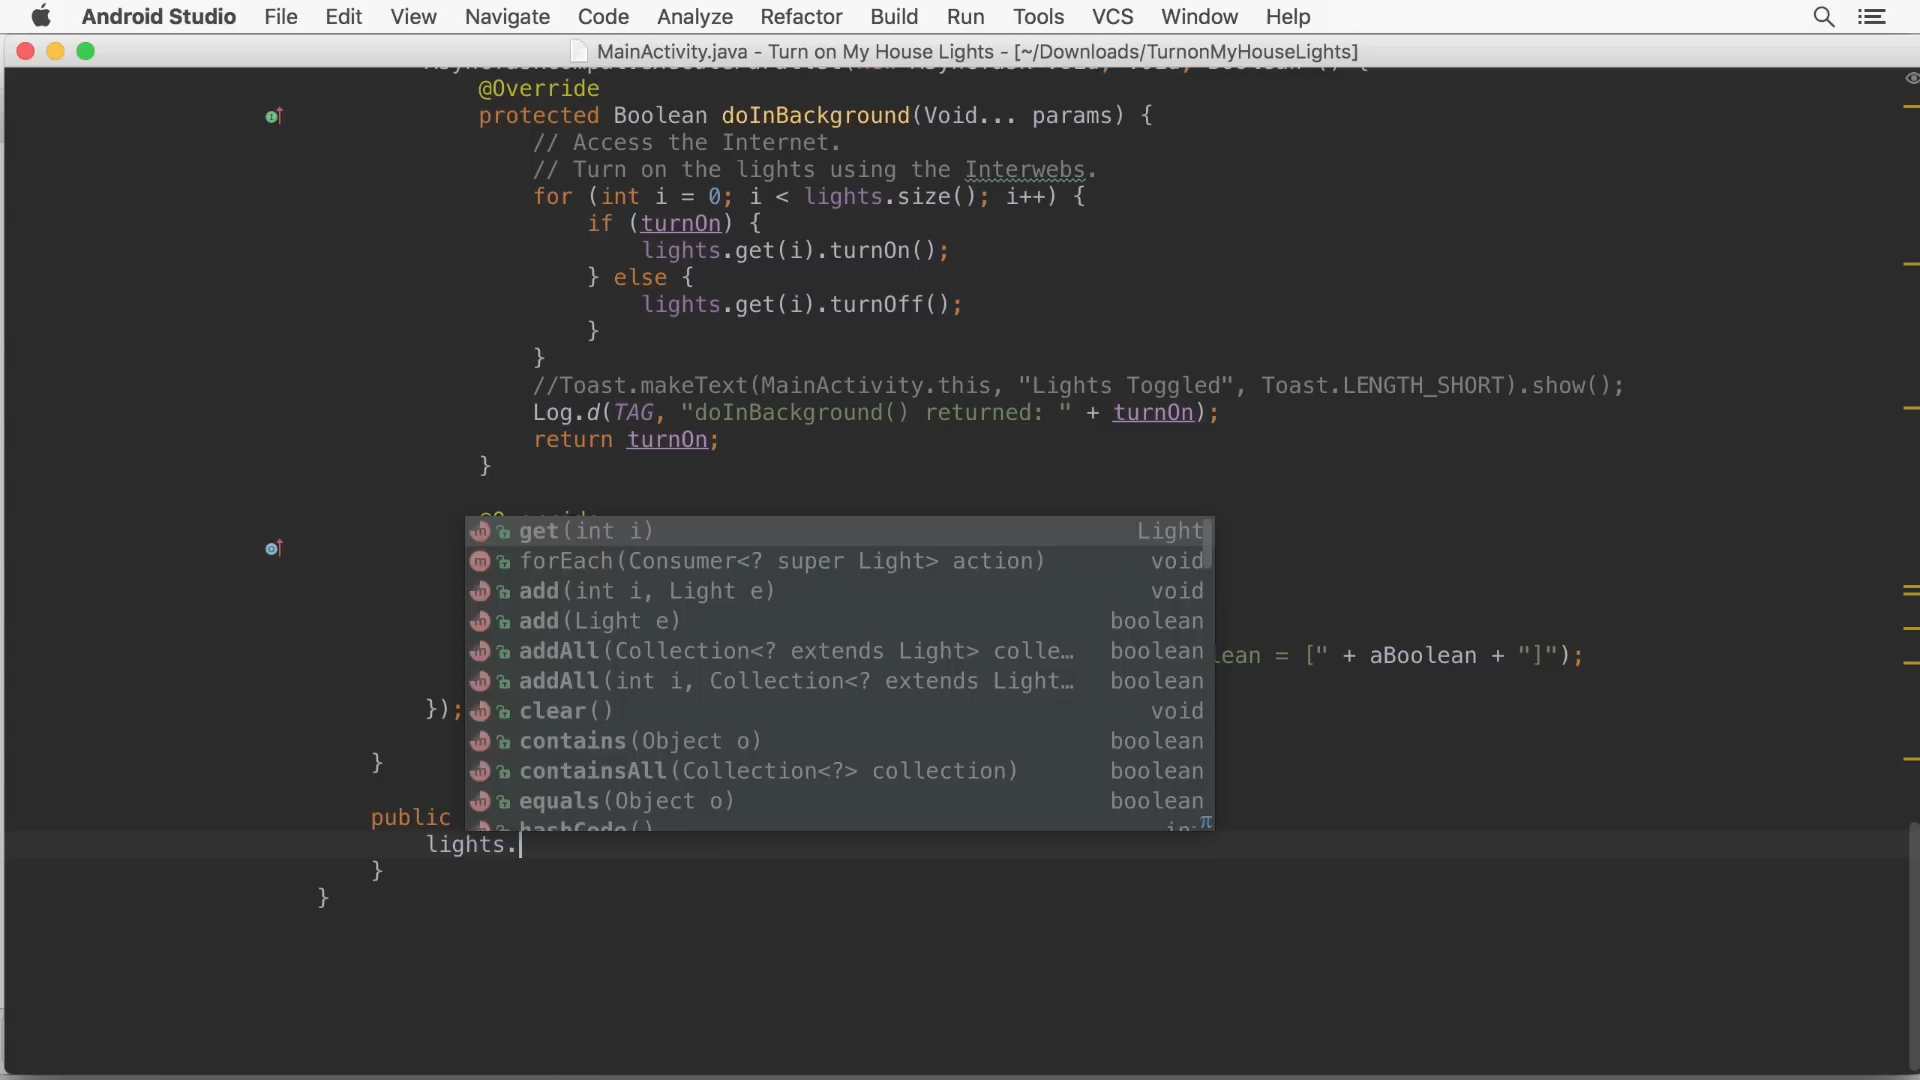 Android Studio File Edit View Navigate Code Analyze Refactor Build Run Tools VCS Window Help
MainActivity.java - Turn on My House Lights - [~/Downloads/TurnonMyHouseLights]
@Override
protected Boolean doInBackground(Void... params) {
// Access the Internet.
// Turn on the lights using the Interwebs.
for (int i = 0; i < lights.size(); i++) {
if (turnOn) {
lights.get(i).turnOn();
} else {
lights.get(i).turnOff();
}
}
//Toast.makeText(MainActivity.this, "Lights Toggled", Toast.LENGTH_SHORT).show();
Log.d(TAG, "doInBackground() returned: " + turnOn);
return turnOn;
}
get(int i) Light
forEach(Consumer<? super Light> action) void
add(int i, Light e) void
add(Light e) boolean
addAll(Collection<? extends Light> colle… boolean
lean = [" + aBoolean + "]");
addAll(int i, Collection<? extends Light… boolean
}); clear() void
contains(Object o) boolean
} containsAll(Collection<?> collection) boolean
equals(Object o) boolean
public hashCode() π
lights.
}
}